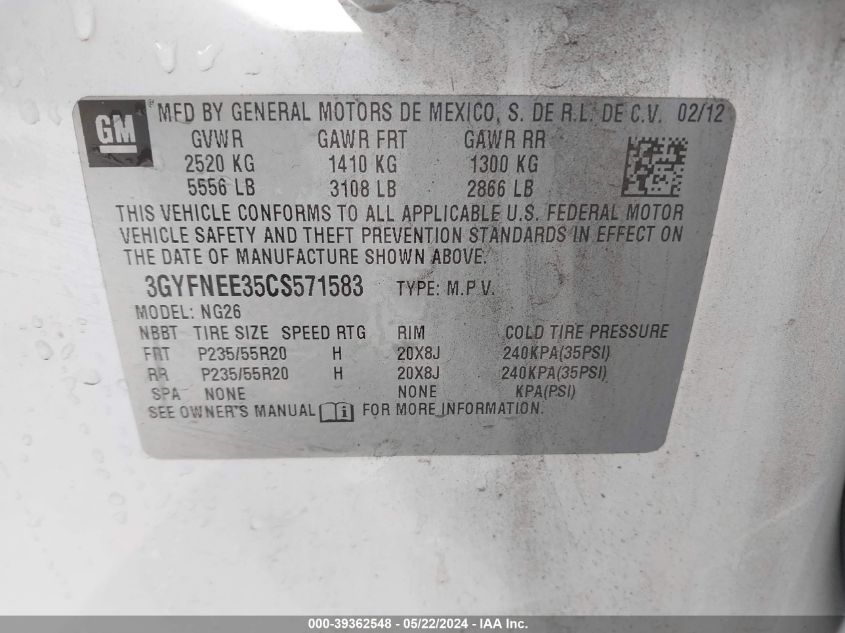 GM® MFD BY GENERAL MOTORS DE MEXICO, S. DE R.L. DE C.V. 02/12
GVWR GAWR FRT GAWR RR
2520 KG 1410 KG 1300 KG
5556 LB 3108 LB 2866 LB
THIS VEHICLE CONFORMS TO ALL APPLICABLE U.S. FEDERAL MOTOR
VEHICLE SAFETY AND THEFT PREVENTION STANDARDS IN EFFECT ON
THE DATE OF MANUFACTURE SHOWN ABOVE.
3GYFNEE35CS571583 TYPE: M.P.V.
MODEL: NG26
NBBT TIRE SIZE SPEED RTG RIM COLD TIRE PRESSURE
FRT P235/55R20 H 20X8J 240KPA(35PSI)
RR P235/55R20 H 20X8J 240KPA(35PSI)
SPA NONE NONE KPA(PSI)
SEE OWNER'S MANUAL i FOR MORE INFORMATION.
000-39362548 - 05/22/2024 - IAA Inc.